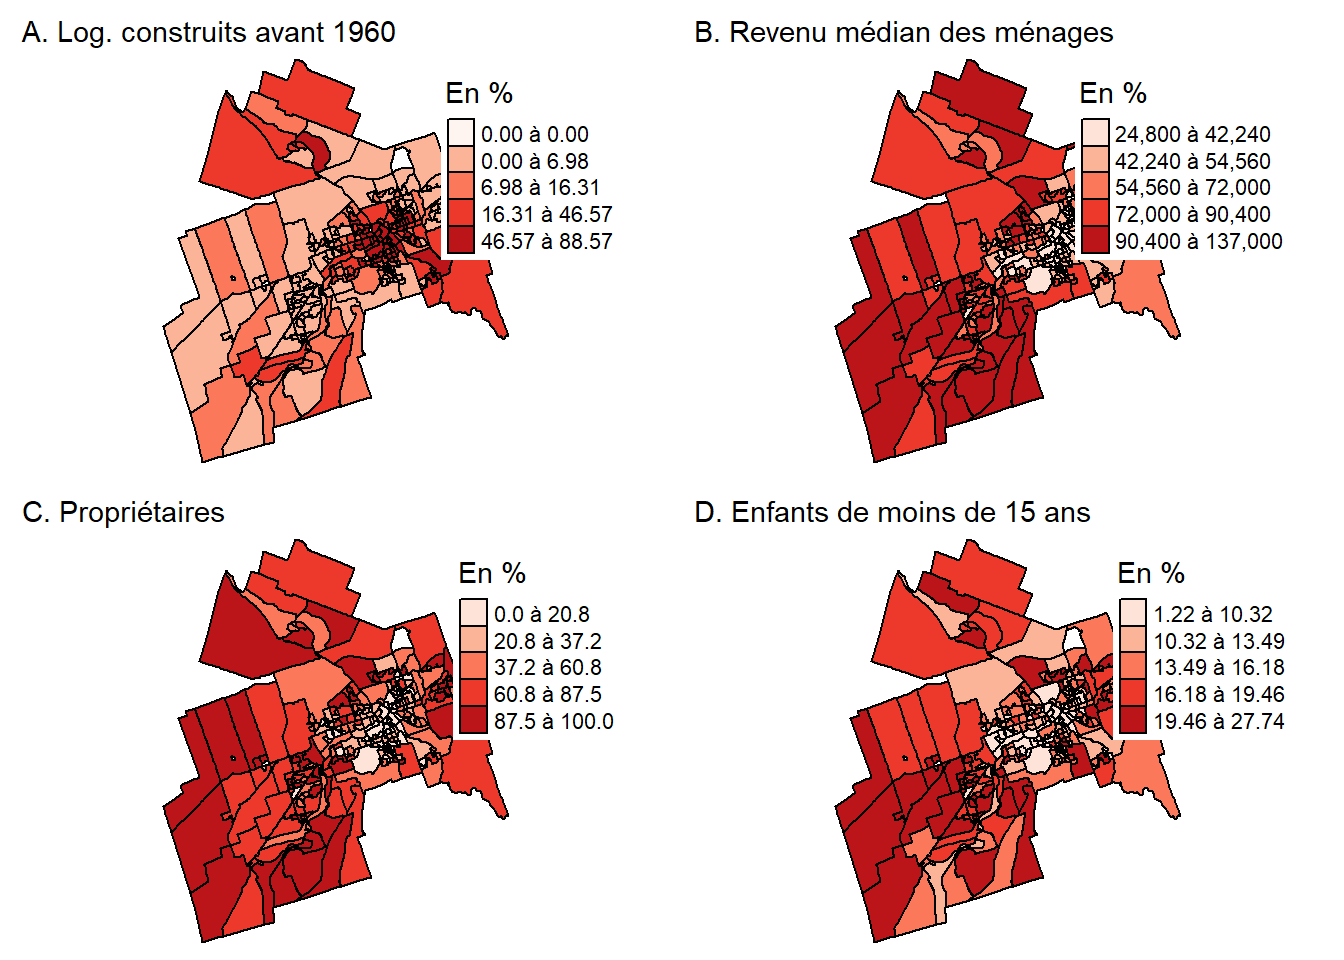 A. Log. construits avant 1960
En %
0.00 à 0.00
0.00 à 6.98
6.98 à 16.31
16.31 à 46.57
46.57 à 88.57
B. Revenu médian des ménages
En %
24,800 à 42,240
42,240 à 54,560
54,560 à 72,000
72,000 à 90,400
90,400 à 137,000
C. Propriétaires
En %
0.0 à 20.8
20.8 à 37.2
37.2 à 60.8
60.8 à 87.5
87.5 à 100.0
D. Enfants de moins de 15 ans
En %
1.22 à 10.32
10.32 à 13.49
13.49 à 16.18
16.18 à 19.46
19.46 à 27.74